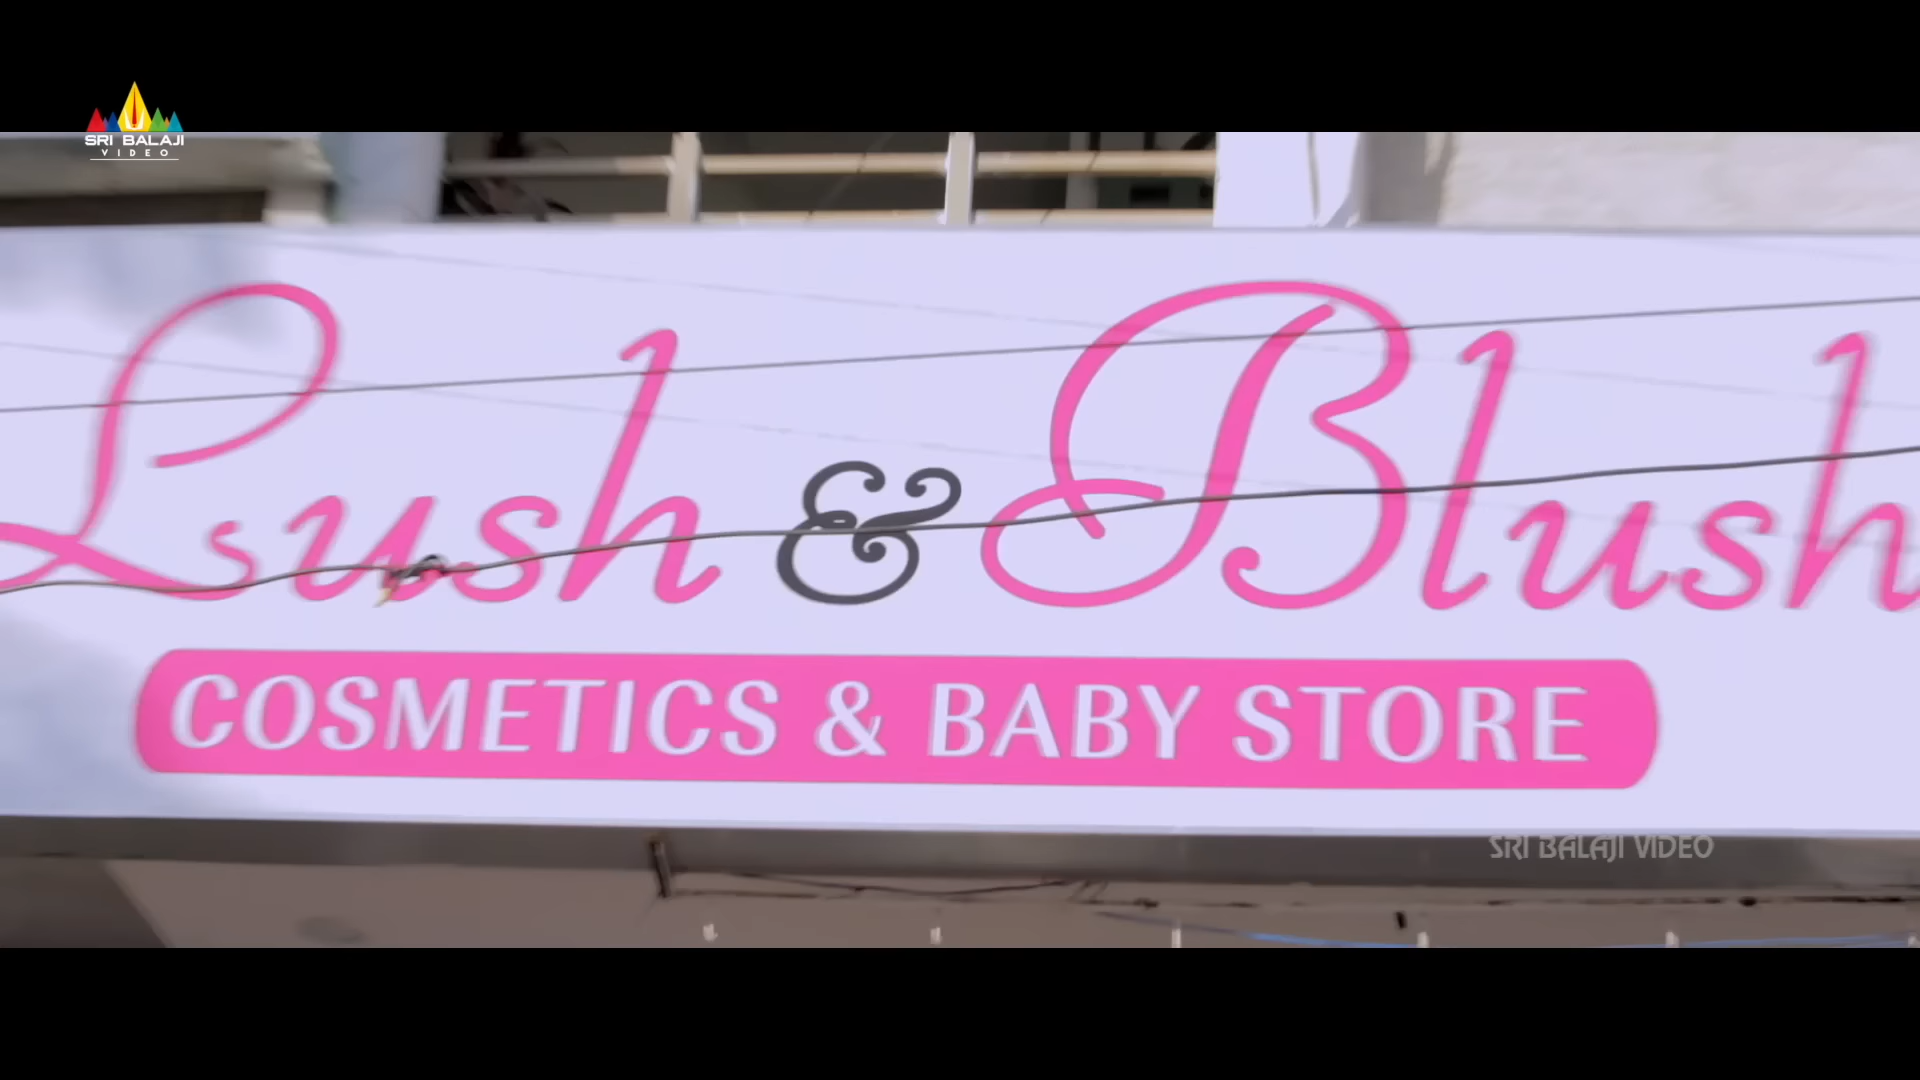 SRI BALAJI
VIDEO
Lush & Blush
COSMETICS & BABY STORE
SRI BALAJI VIDEO